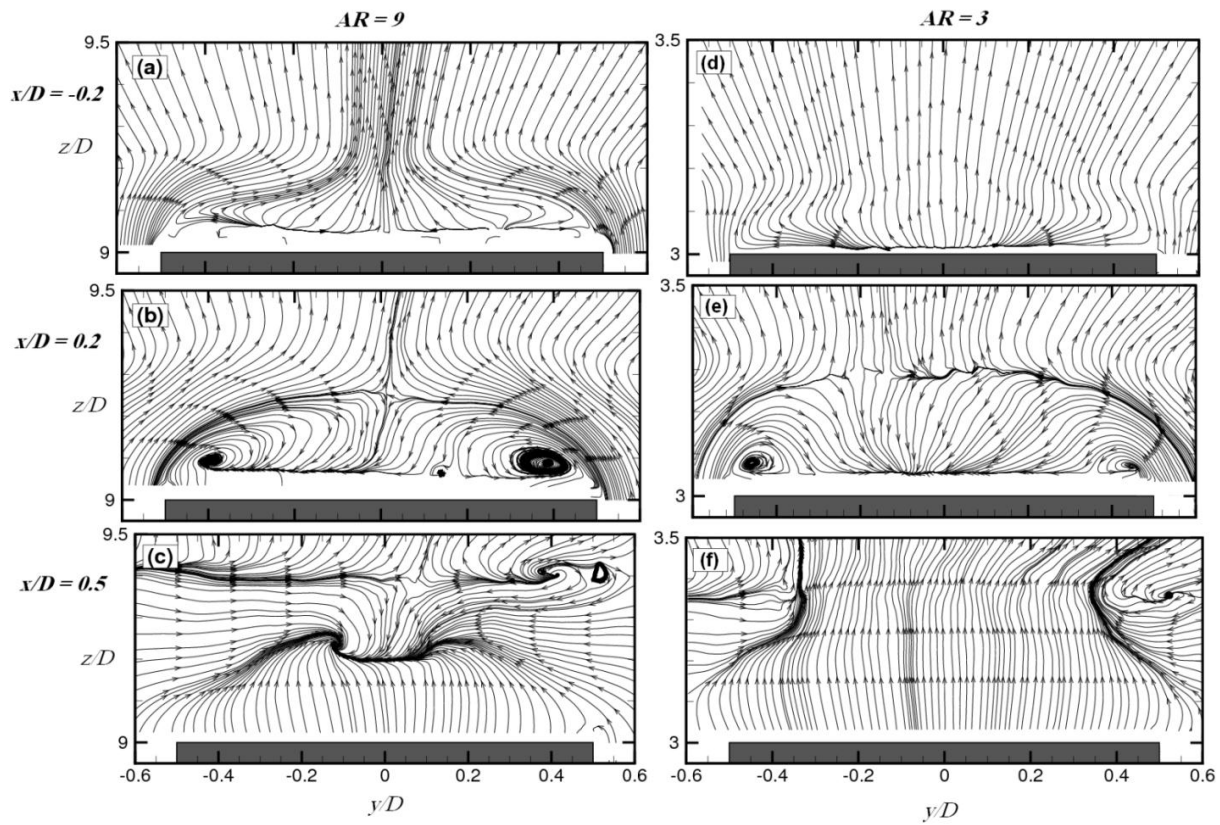 AR = 9
AR = 3
9.5
3.5
(a)
(d)
x/D = -0.2
z/D
9
3
9.5
3.5
(b)
(e)
x/D = 0.2
z/D
9
3
9.5
3.5
(c)
(f)
x/D = 0.5
z/D
9
3
-0.6 -0.4 -0.2 0 0.2 0.4 0.6
-0.6 -0.4 -0.2 0 0.2 0.4 0.6
y/D
y/D